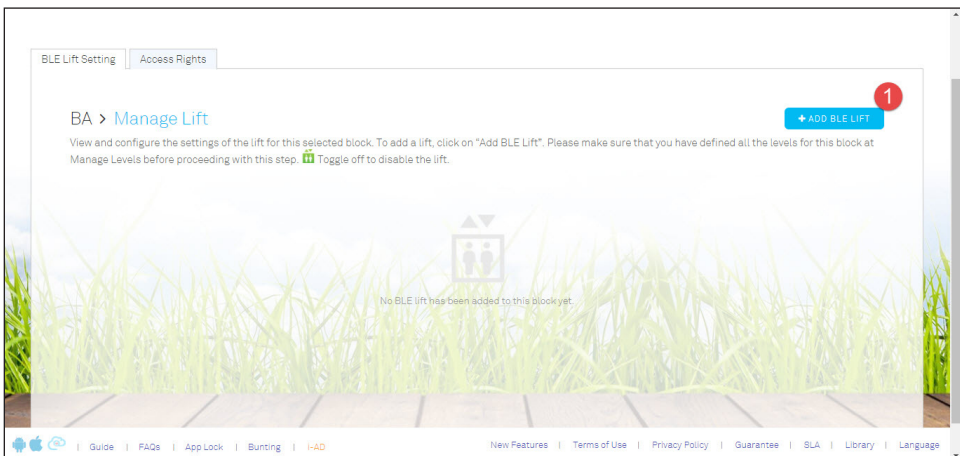 BLE Lift Setting Access Rights
1
BA > Manage Lift
+ ADD BLE LIFT
View and configure the settings of the lift for this selected block. To add a lift, click on "Add BLE Lift". Please make sure that you have defined all the levels for this block at
Manage Levels before proceeding with this step. Toggle off to disable the lift.
No BLE lift has been added to this block yet.
| Guide | FAQs | App Lock | Bunting | i-AD New Features | Terms of Use | Privacy Policy | Guarantee | SLA | Library | Language